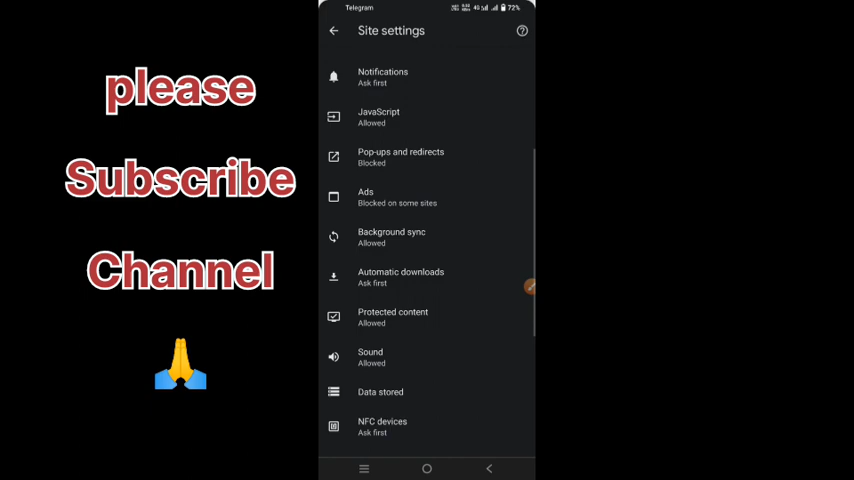 please
Subscribe
Channel
Telegram
4G
72%
Site settings
Notifications
Ask first
JavaScript
Allowed
Pop-ups and redirects
Blocked
Ads
Blocked on some sites
Background sync
Allowed
Automatic downloads
Ask first
Protected content
Allowed
Sound
Allowed
Data stored
NFC devices
Ask first